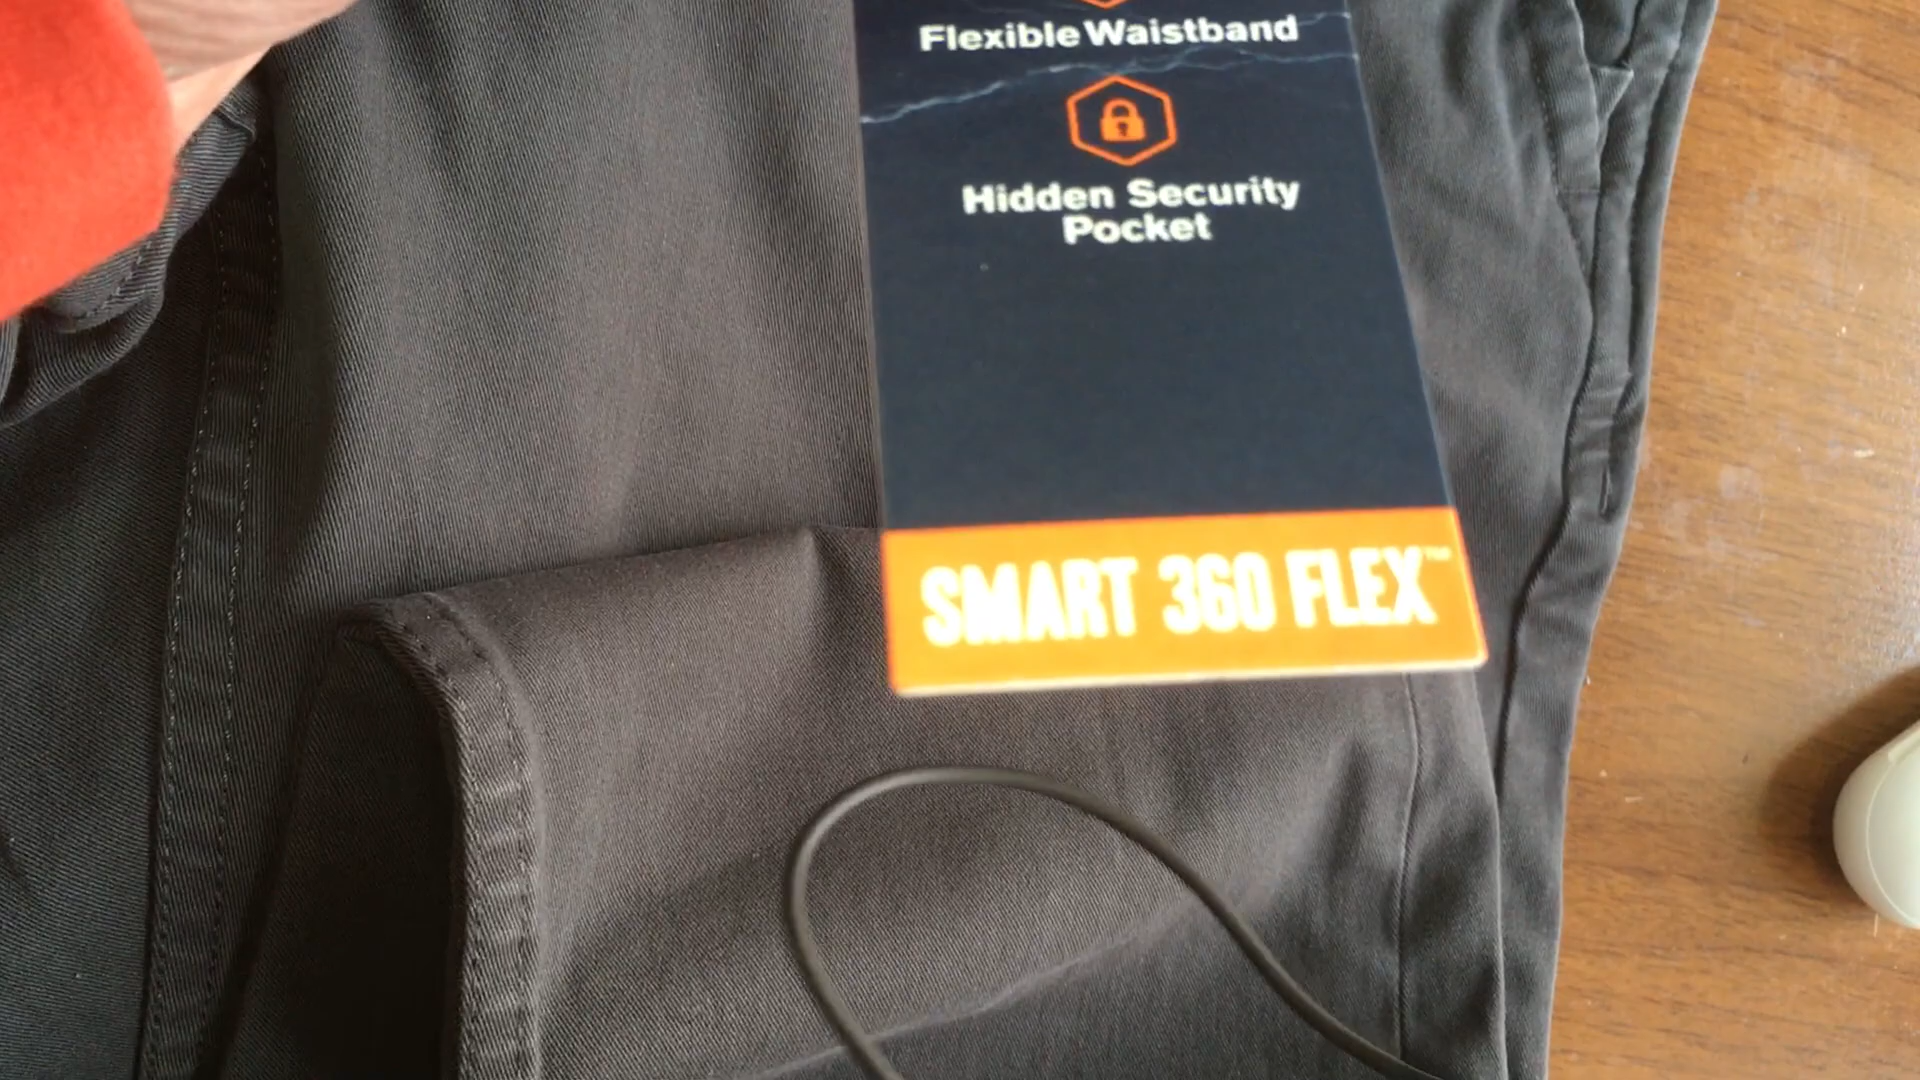 Flexible Waistband
Hidden Security
Pocket
SMART 360 FLEX™